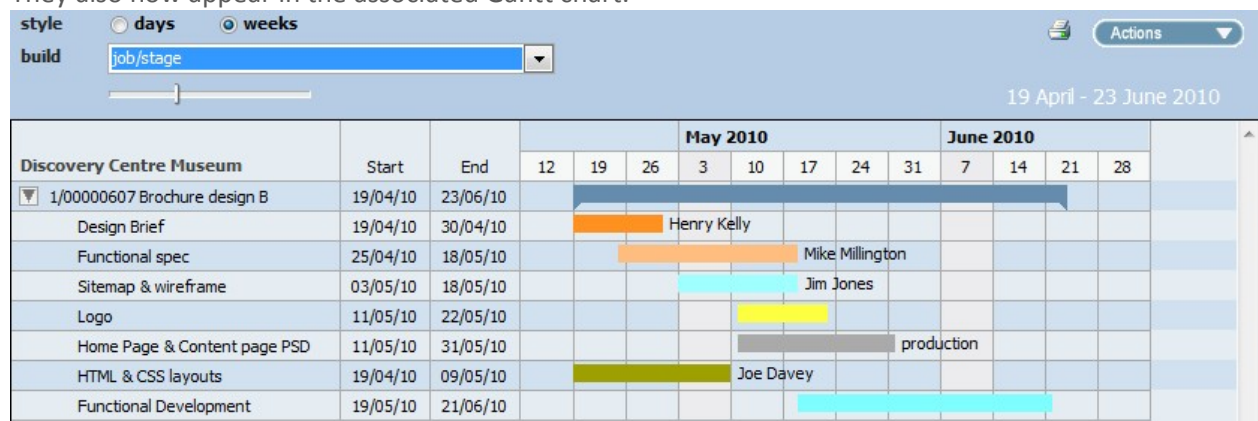 They also now appear in the associated Gantt chart.
style days weeks
Actions
build job/stage
19 April - 23 June 2010
May 2010 June 2010
Discovery Centre Museum Start End 12 19 26 3 10 17 24 31 7 14 21 28
1/00000607 Brochure design B 19/04/10 23/06/10
Design Brief 19/04/10 30/04/10 Henry Kelly
Functional spec 25/04/10 18/05/10 Mike Millington
Sitemap & wireframe 03/05/10 18/05/10 Jim Jones
Logo 11/05/10 22/05/10
Home Page & Content page PSD 11/05/10 31/05/10 production
HTML & CSS layouts 19/04/10 09/05/10 Joe Davey
Functional Development 19/05/10 21/06/10